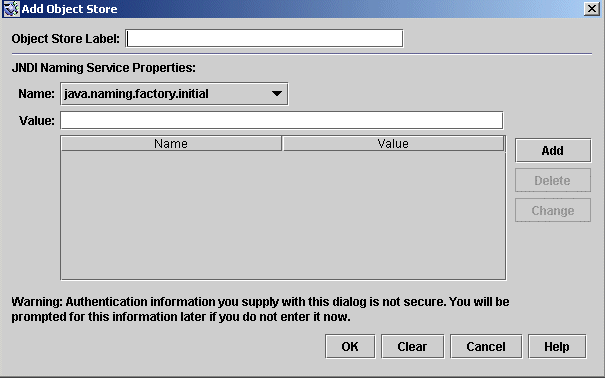 Add Object Store
Object Store Label:
JNDI Naming Service Properties:
Name: java.naming.factory.initial
Value:
Name Value
Add
Delete
Change
Warning: Authentication information you supply with this dialog is not secure. You will be
prompted for this information later if you do not enter it now.
OK Clear Cancel Help